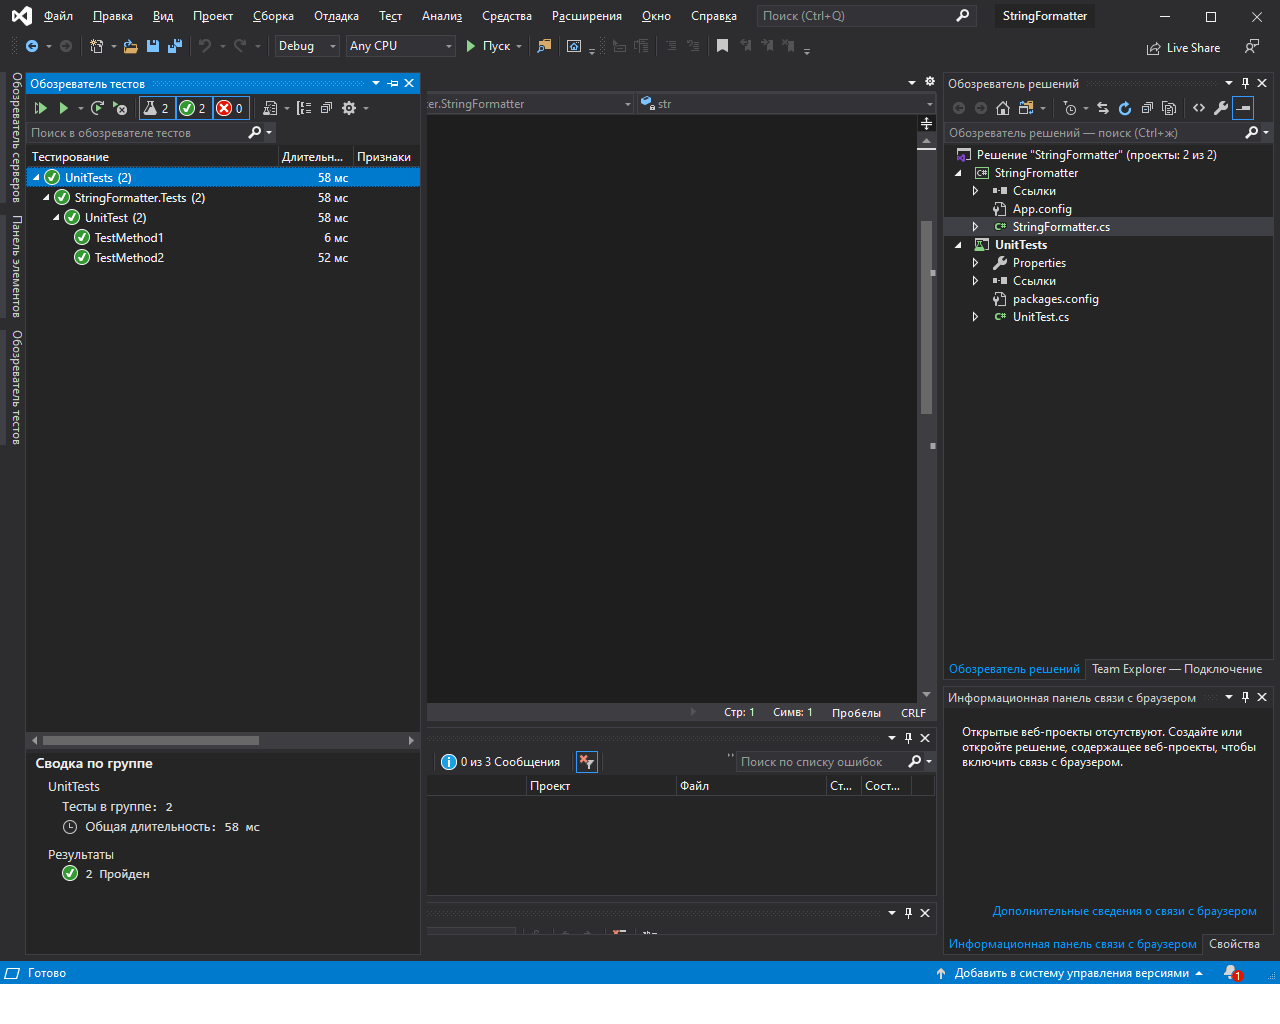 Файл Правка Вид Проект Сборка Отладка Тест Анализ Средства Расширения Окно Справка Поиск (Ctrl+Q) StringFormatter
Debug Any CPU Пуск Live Share
Обозреватель серверов
Панель элементов
Обозреватель тестов
Обозреватель тестов
2 2 0
Поиск в обозревателе тестов
Тестирование Длительн... Признаки
UnitTests (2) 58 мс
StringFormatter.Tests (2) 58 мс
UnitTest (2) 58 мс
TestMethod1 6 мс
TestMethod2 52 мс
Сводка по группе
UnitTests
Тесты в группе: 2
Общая длительность: 58 мс
Результаты
2 Пройден
er.StringFormatter str
Стр: 1 Симв: 1 Пробелы CRLF
0 из 3 Сообщения Поиск по списку ошибок
Проект Файл Ст... Сост...
Обозреватель решений
Обозреватель решений — поиск (Ctrl+ж)
Решение "StringFormatter" (проекты: 2 из 2)
StringFromatter
Ссылки
App.config
StringFormatter.cs
UnitTests
Properties
Ссылки
packages.config
UnitTest.cs
Обозреватель решений Team Explorer — Подключение
Информационная панель связи с браузером
Открытые веб-проекты отсутствуют. Создайте или
откройте решение, содержащее веб-проекты, чтобы
включить связь с браузером.
Дополнительные сведения о связи с браузером
Информационная панель связи с браузером Свойства
Готово Добавить в систему управления версиями 1